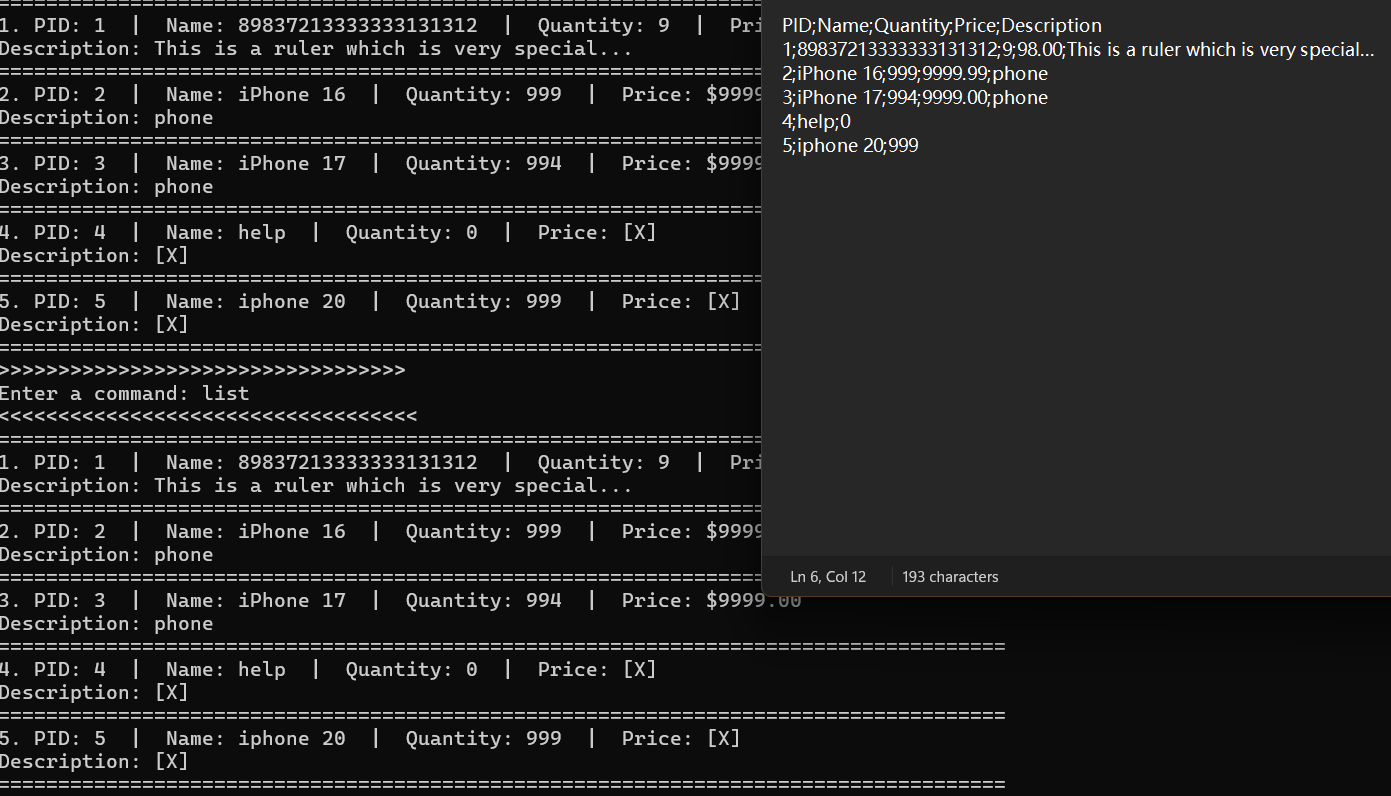 ===============================================================
1. PID: 1  |  Name: 89837213333333131312  |  Quantity: 9  |  Pri
Description: This is a ruler which is very special...
===============================================================
2. PID: 2  |  Name: iPhone 16  |  Quantity: 999  |  Price: $9999
Description: phone
===============================================================
3. PID: 3  |  Name: iPhone 17  |  Quantity: 994  |  Price: $9999
Description: phone
===============================================================
4. PID: 4  |  Name: help  |  Quantity: 0  |  Price: [X]
Description: [X]
===============================================================
5. PID: 5  |  Name: iphone 20  |  Quantity: 999  |  Price: [X]
Description: [X]
===============================================================
>>>>>>>>>>>>>>>>>>>>>>>>>>>>>>>>>>
Enter a command: list
<<<<<<<<<<<<<<<<<<<<<<<<<<<<<<<<<<<
===============================================================
1. PID: 1  |  Name: 89837213333333131312  |  Quantity: 9  |  Pri
Description: This is a ruler which is very special...
===============================================================
2. PID: 2  |  Name: iPhone 16  |  Quantity: 999  |  Price: $9999
Description: phone
===============================================================
3. PID: 3  |  Name: iPhone 17  |  Quantity: 994  |  Price: $9999.00
Description: phone
====================================================================================
4. PID: 4  |  Name: help  |  Quantity: 0  |  Price: [X]
Description: [X]
====================================================================================
5. PID: 5  |  Name: iphone 20  |  Quantity: 999  |  Price: [X]
Description: [X]
====================================================================================
PID;Name;Quantity;Price;Description
1;89837213333333131312;9;98.00;This is a ruler which is very special...
2;iPhone 16;999;9999.99;phone
3;iPhone 17;994;9999.00;phone
4;help;0
5;iphone 20;999
Ln 6, Col 12
193 characters